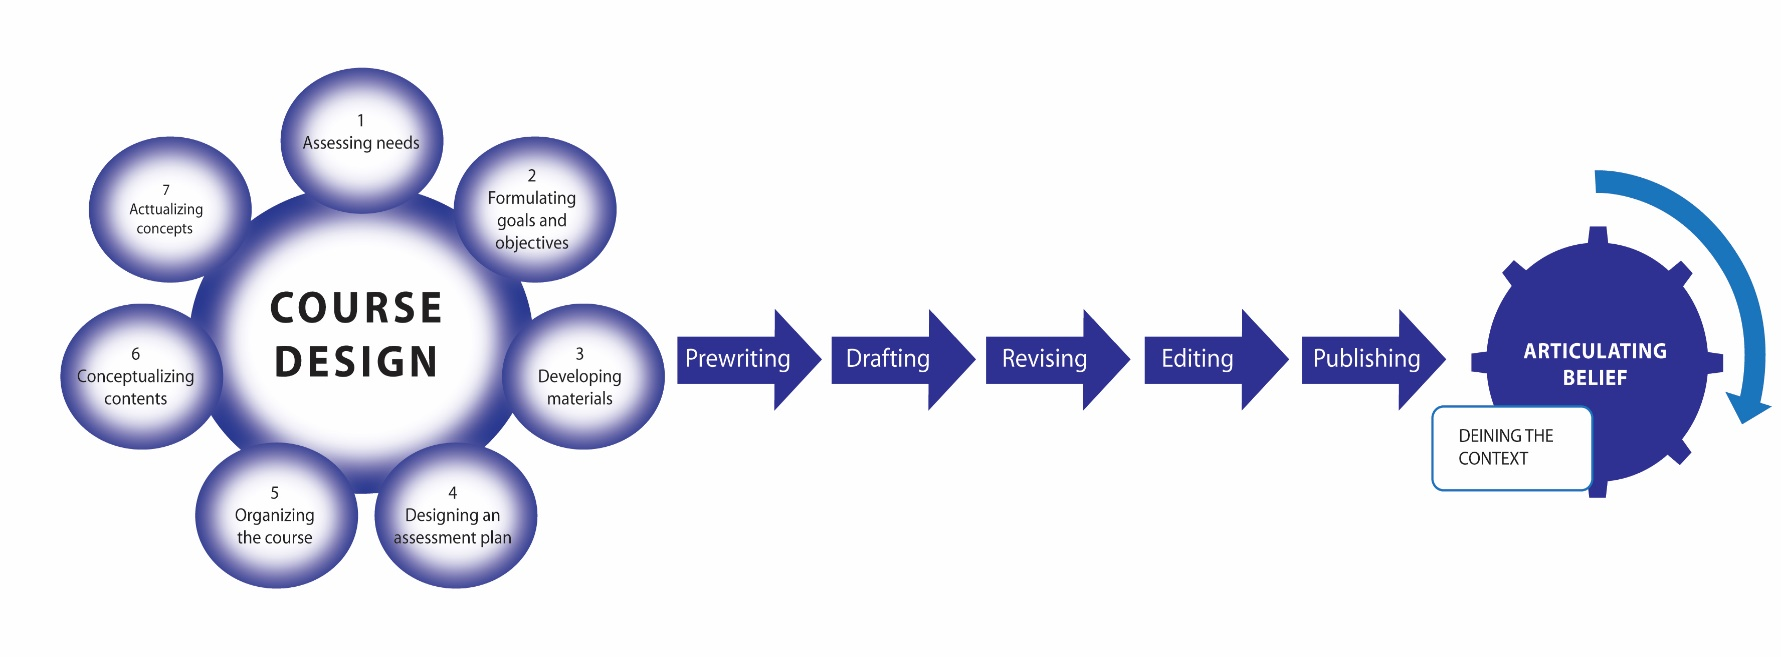 COURSE
DESIGN
1
Assessing needs
2
Formulating
goals and
objectives
3
Developing
materials
4
Designing an
assessment plan
5
Organizing
the course
6
Conceptualizing
contents
7
Acttualizing
concepts
Prewriting
Drafting
Revising
Editing
Publishing
ARTICULATING
BELIEF
DEINING THE
CONTEXT